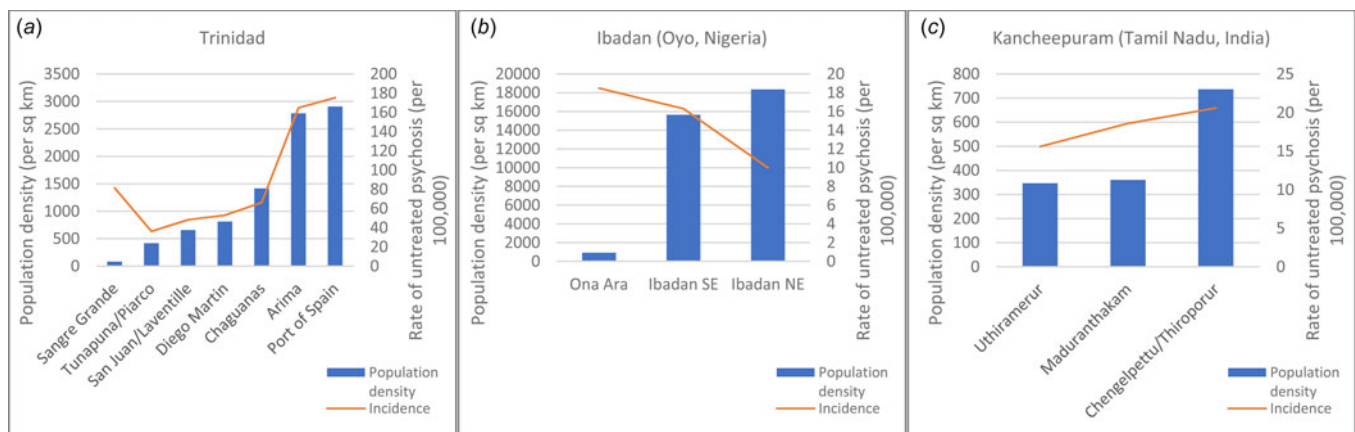 (a)
Trinidad
Population density (per sq km)
3500
3000
2500
2000
1500
1000
500
0
200
180
160
140
120
100
80
60
40
20
0
Rate of untreated psychosis (per
100,000)
Sangre Grande
Tunapuna/Piarco
San Juan/Laventille
Diego Martin
Chaguanas
Arima
Port of Spain
Population
density
Incidence
(b)
Ibadan (Oyo, Nigeria)
Population density (per sq km)
20000
18000
16000
14000
12000
10000
8000
6000
4000
2000
0
20
18
16
14
12
10
8
6
4
2
0
Rate of untreated psychosis (per
100,000)
Ona Ara
Ibadan SE
Ibadan NE
Population
density
Incidence
(c)
Kancheepuram (Tamil Nadu, India)
Population density (per sq km)
800
700
600
500
400
300
200
100
0
25
20
15
10
5
0
Rate of untreated psychosis (per
100,000)
Uthiramerur
Maduranthakam
Chengelpettu/Thiroporur
Population
density
Incidence